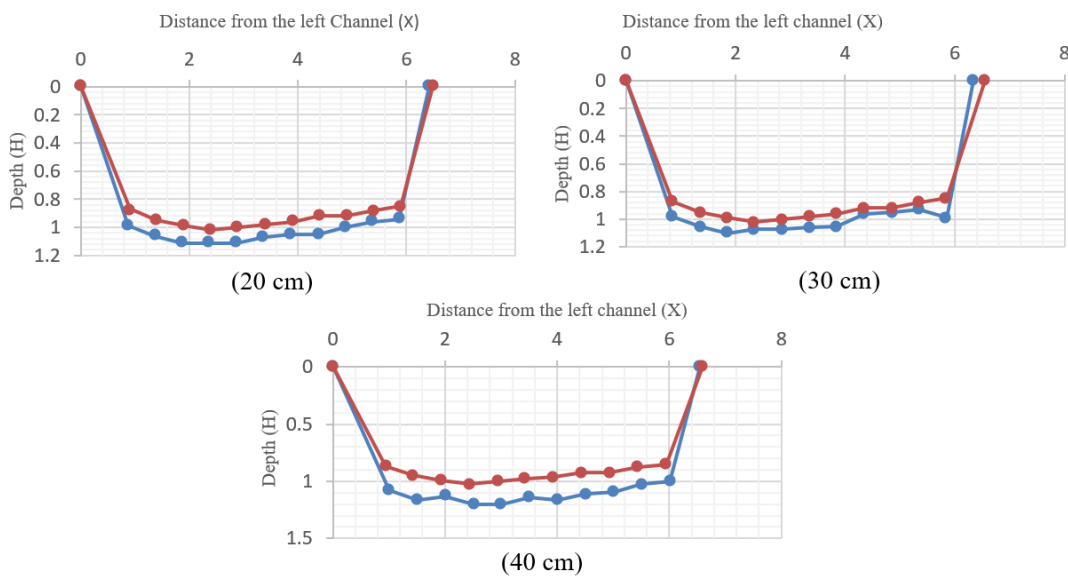 Distance from the left Channel (X)
0 2 4 6 8
0
0.2
0.4
0.6
0.8
1
1.2
Depth (H)
(20 cm)
Distance from the left channel (X)
0 2 4 6 8
0
0.2
0.4
0.6
0.8
1
1.2
Depth (H)
(30 cm)
Distance from the left channel (X)
0 2 4 6 8
0
0.5
1
1.5
Depth (H)
(40 cm)